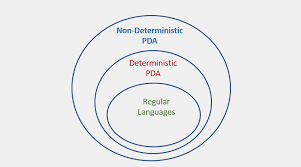 Non-Deterministic
PDA
Deterministic
PDA
Regular
Languages